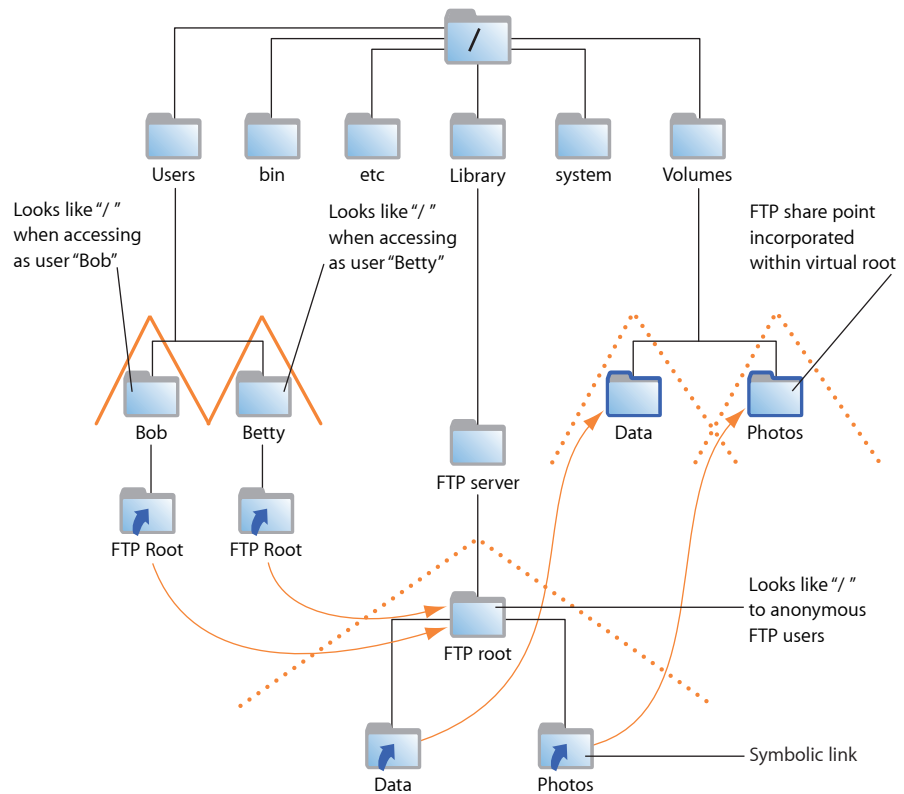 /
Users
bin
etc
Library
system
Volumes
Looks like “/ ”
when accessing
as user “Bob”
Looks like “/ ”
when accessing
as user “Betty”
FTP share point
incorporated
within virtual root
Bob
Betty
Data
Photos
FTP server
FTP Root
FTP Root
Looks like “/ ”
to anonymous
FTP users
FTP root
Symbolic link
Data
Photos